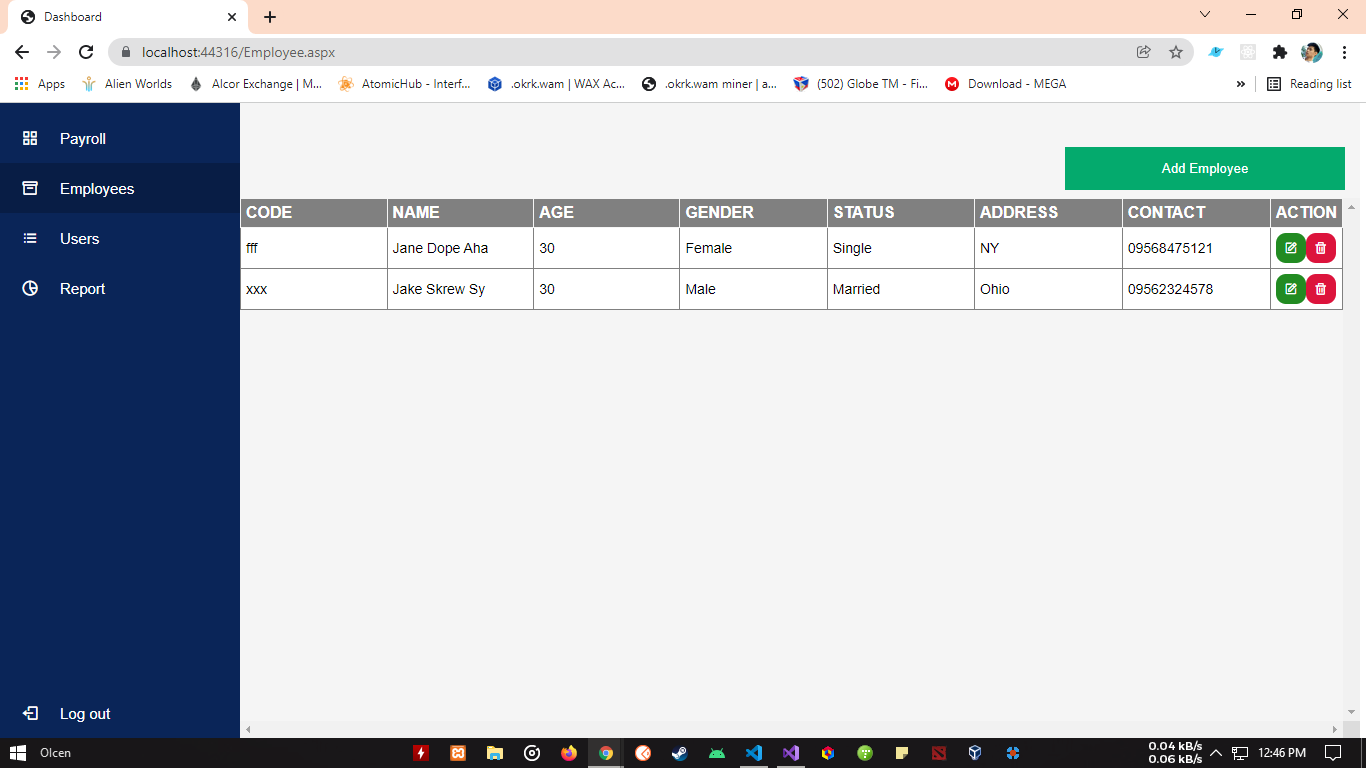 Dashboard
localhost:44316/Employee.aspx
Apps Alien Worlds Alcor Exchange | M... AtomicHub - Interf... .okrk.wam | WAX Ac... .okrk.wam miner | a... (502) Globe TM - Fi... Download - MEGA » Reading list
Payroll
Employees
Users
Report
Log out
Add Employee
CODE NAME AGE GENDER STATUS ADDRESS CONTACT ACTION
fff Jane Dope Aha 30 Female Single NY 09568475121
xxx Jake Skrew Sy 30 Male Married Ohio 09562324578
Olcen
0.04 kB/s
0.06 kB/s
12:46 PM